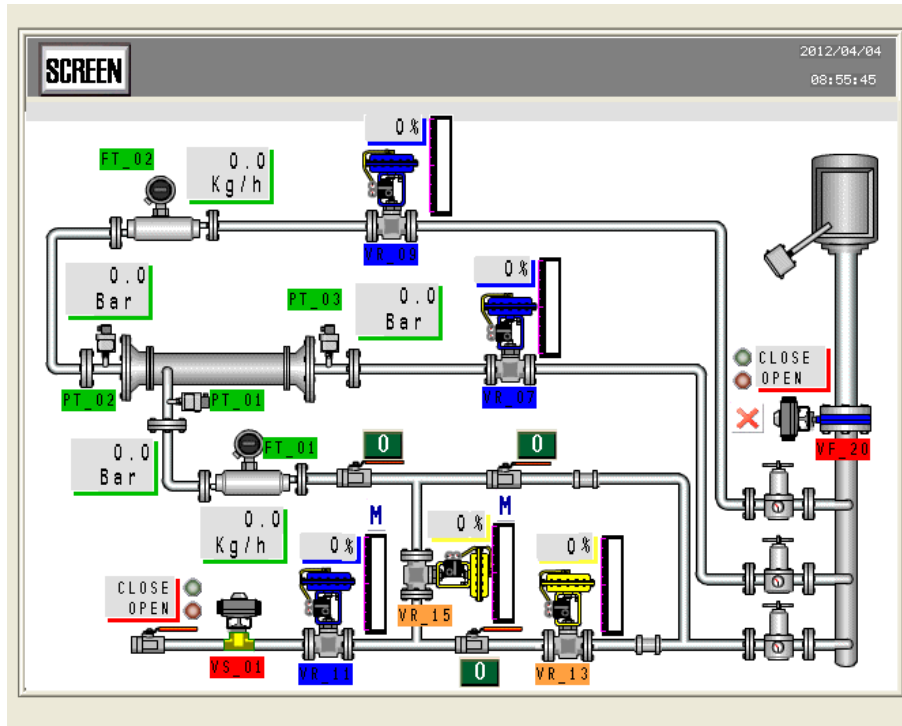 SCREEN
2012/04/04
08:55:45
0 %
FT_02
0.0
Kg/h
VR_09
0.0
Bar
PT_03
0.0
Bar
0 %
CLOSE
OPEN
PT_02
PT_01
VR_07
0.0
Bar
FT_01
0
0
VF_20
0.0
Kg/h
M
0 %
M
0 %
0 %
CLOSE
OPEN
VR_15
VS_01
VR_11
0
VR_13